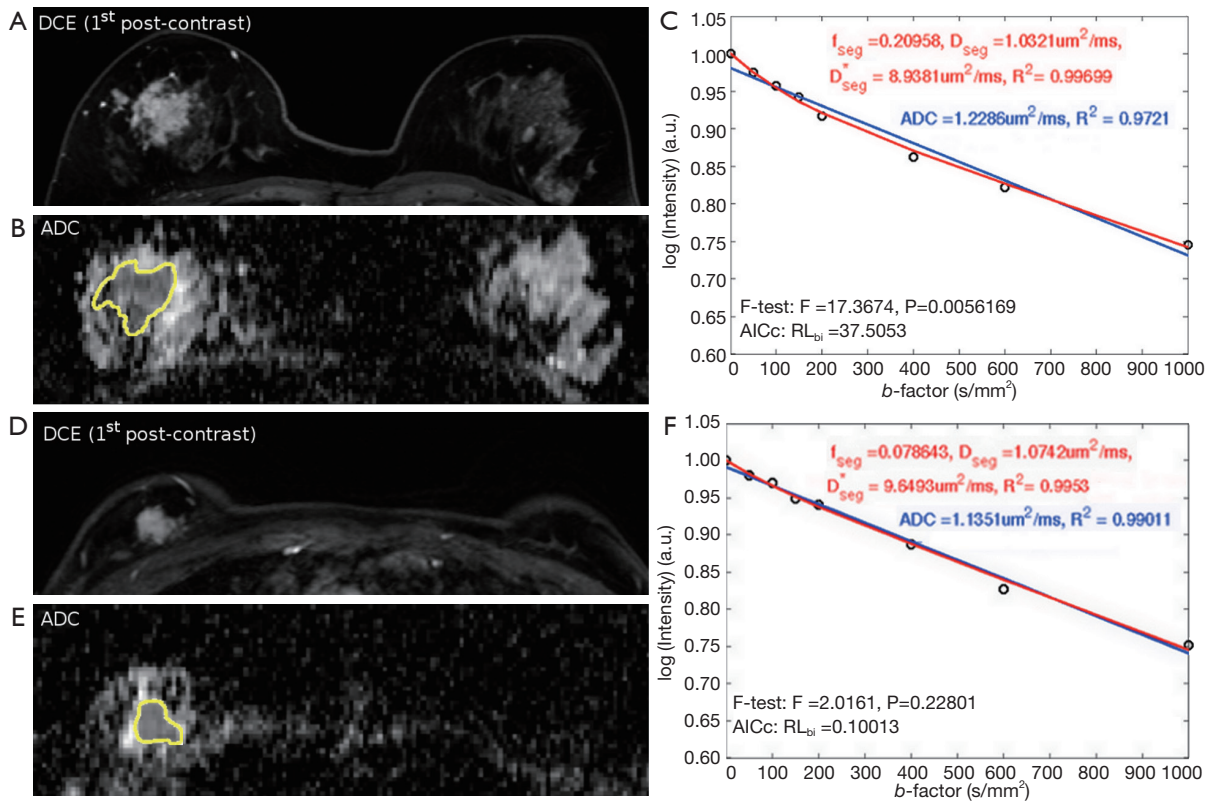 A
DCE (1st post-contrast)
B
ADC
C
1.05
1.00
0.95
0.90
0.85
0.80
0.75
0.70
0.65
0.60
log (Intensity) (a.u.)
f_seg =0.20958, D_seg =1.0321um²/ms,
D*_seg = 8.9381um²/ms, R²= 0.99699
ADC =1.2286um²/ms, R² = 0.9721
F-test: F =17.3674, P=0.0056169
AICc: RL_bi =37.5053
0 100 200 300 400 500 600 700 800 900 1000
b-factor (s/mm²)
D
DCE (1st post-contrast)
E
ADC
F
1.05
1.00
0.95
0.90
0.85
0.80
0.75
0.70
0.65
0.60
log (Intensity) (a.u.)
f_seg =0.078643, D_seg =1.0742um²/ms,
D*_seg = 9.6493um²/ms, R²= 0.9953
ADC =1.1351um²/ms, R² = 0.99011
F-test: F =2.0161, P=0.22801
AICc: RL_bi =0.10013
0 100 200 300 400 500 600 700 800 900 1000
b-factor (s/mm²)